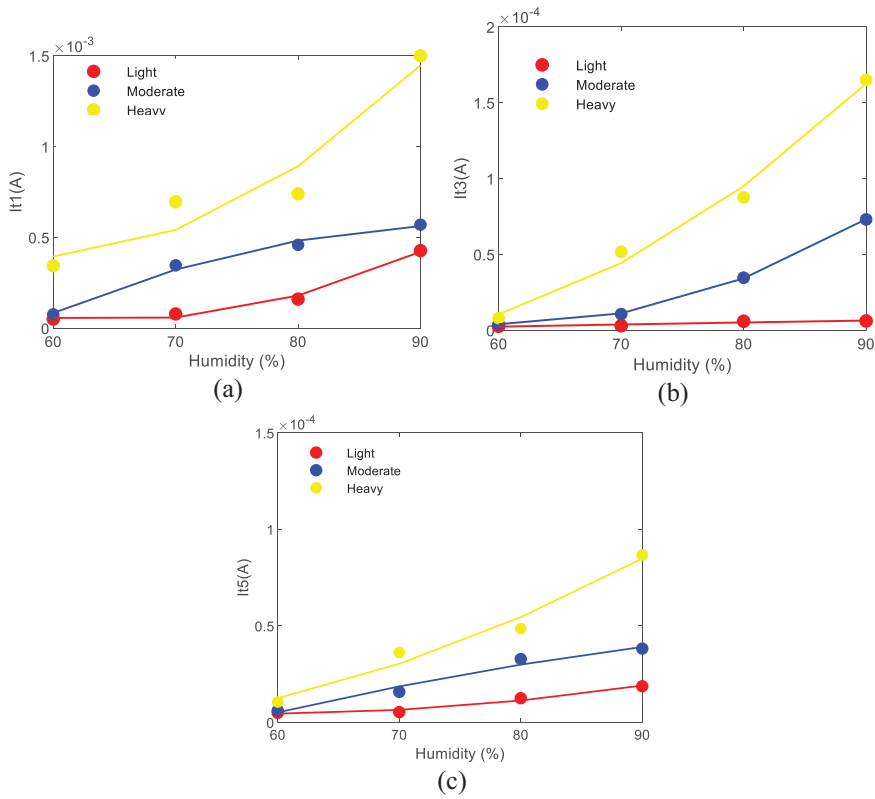 ×10-3
1.5
1
0.5
0
It1(A)
Light
Moderate
Heavy
60 70 80 90
Humidity (%)
(a)
×10-4
2
1.5
1
0.5
0
It3(A)
Light
Moderate
Heavy
60 70 80 90
Humidity (%)
(b)
×10-4
1.5
1
0.5
0
It5(A)
Light
Moderate
Heavy
60 70 80 90
Humidity (%)
(c)